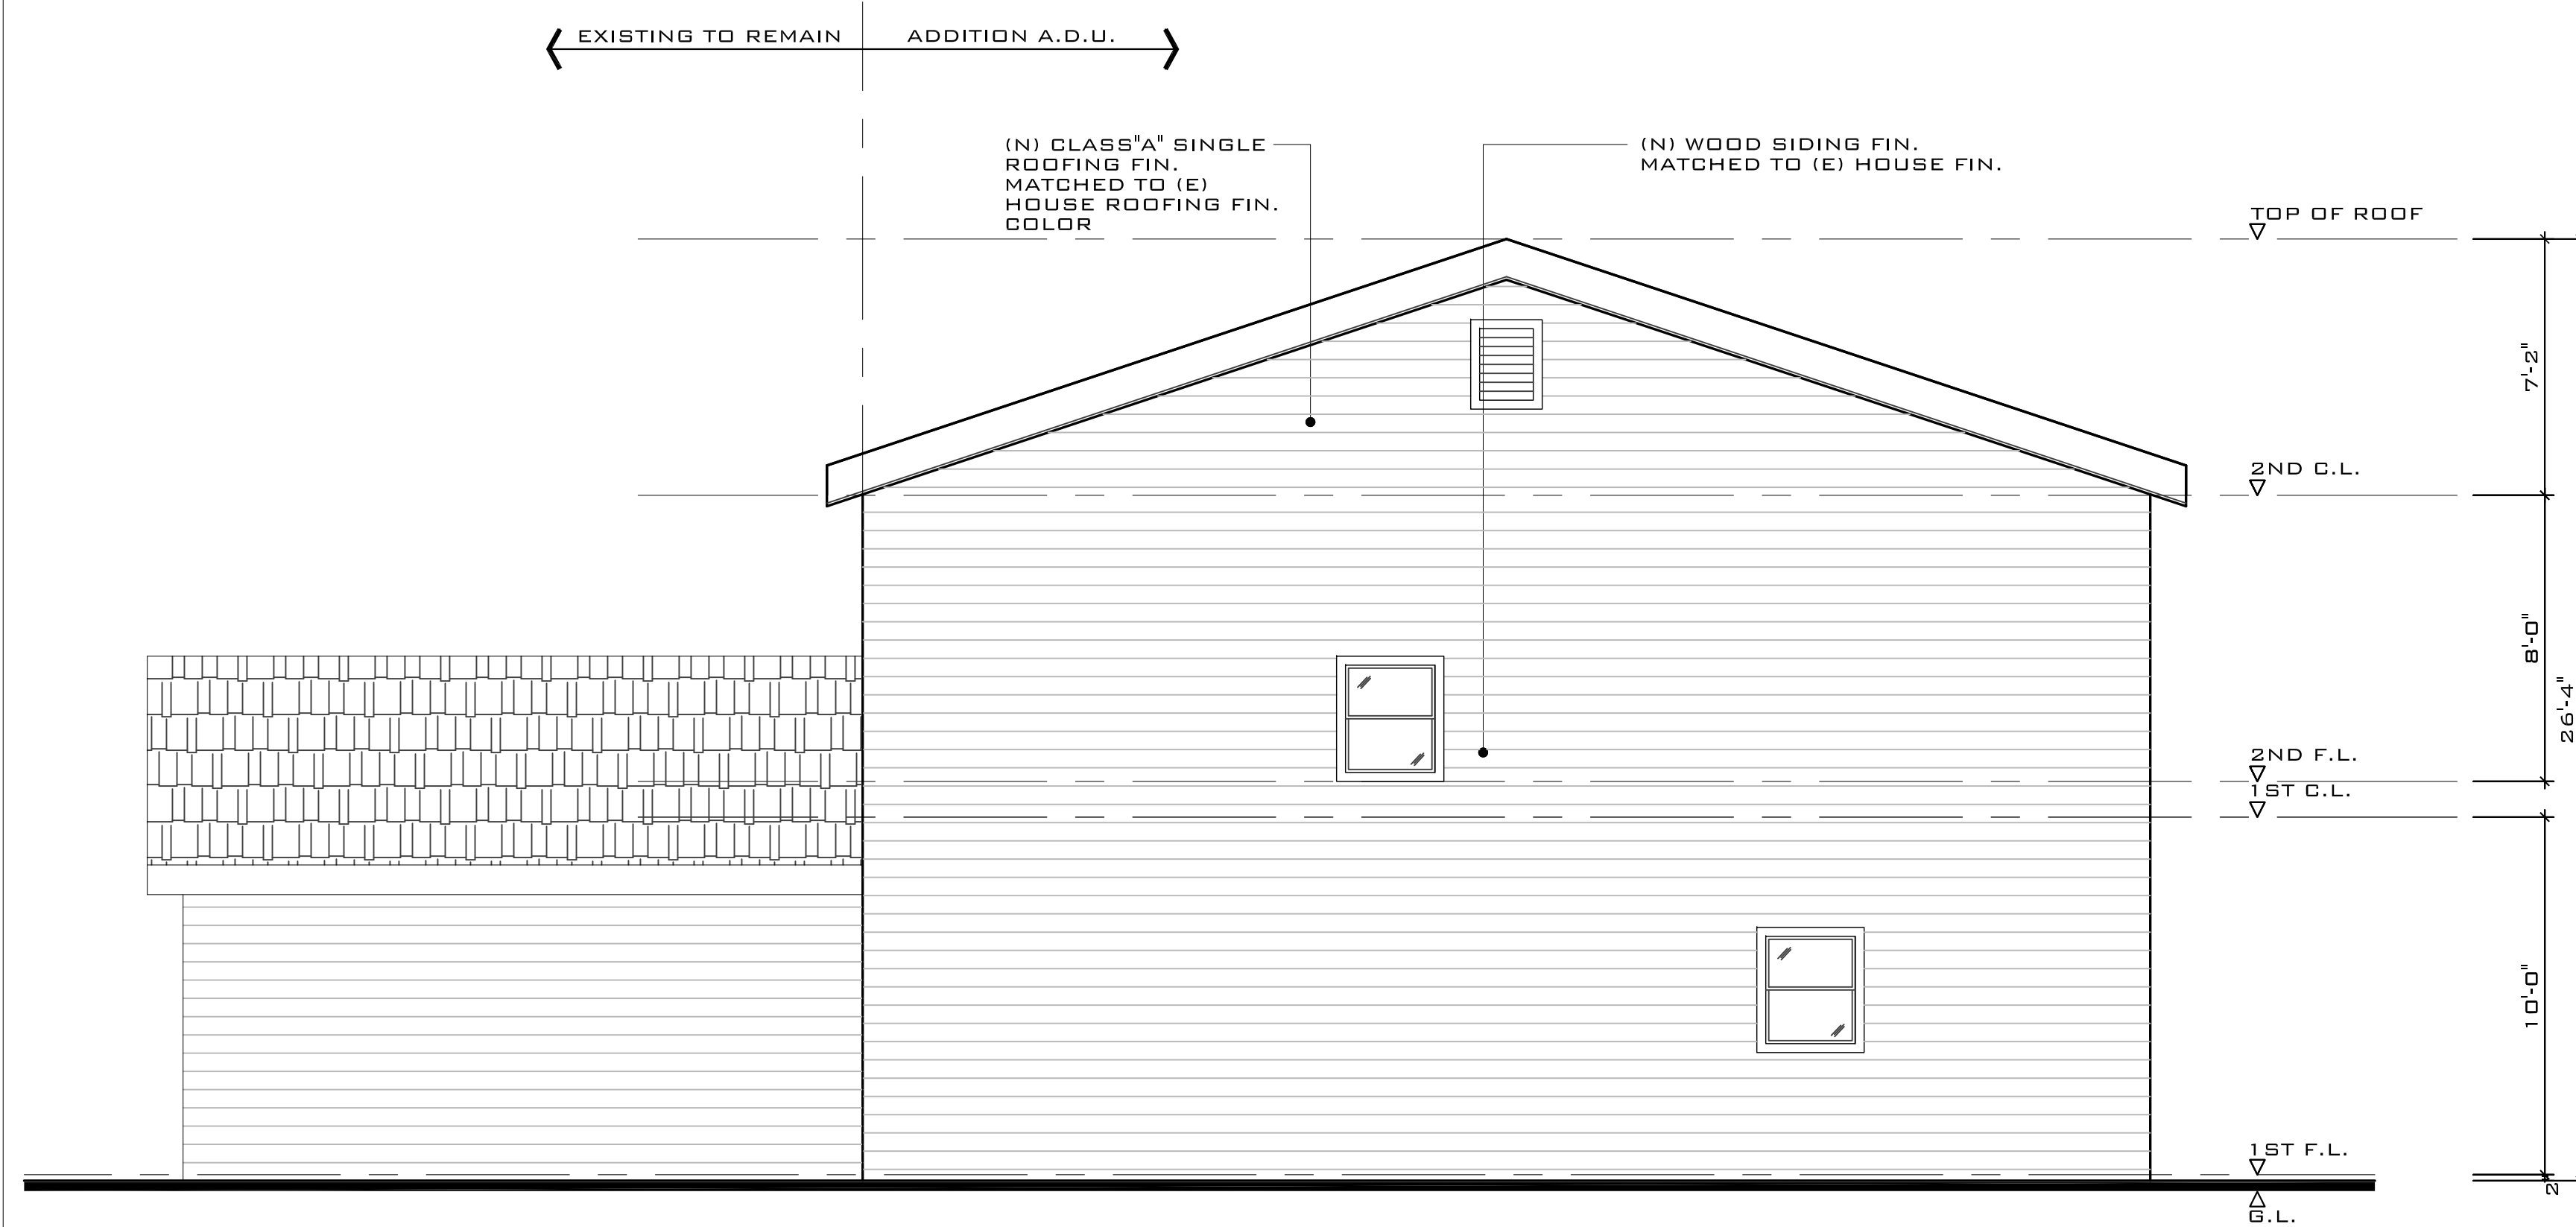 EXISTING TO REMAIN
ADDITION A.D.U.
(N) CLASS"A" SINGLE
ROOFING FIN.
MATCHED TO (E)
HOUSE ROOFING FIN.
COLOR
(N) WOOD SIDING FIN.
MATCHED TO (E) HOUSE FIN.
TOP OF ROOF
7'-2"
2ND C.L.
8'-0"
26'-4"
2ND F.L.
1ST C.L.
10'-0"
1ST F.L.
2
G.L.